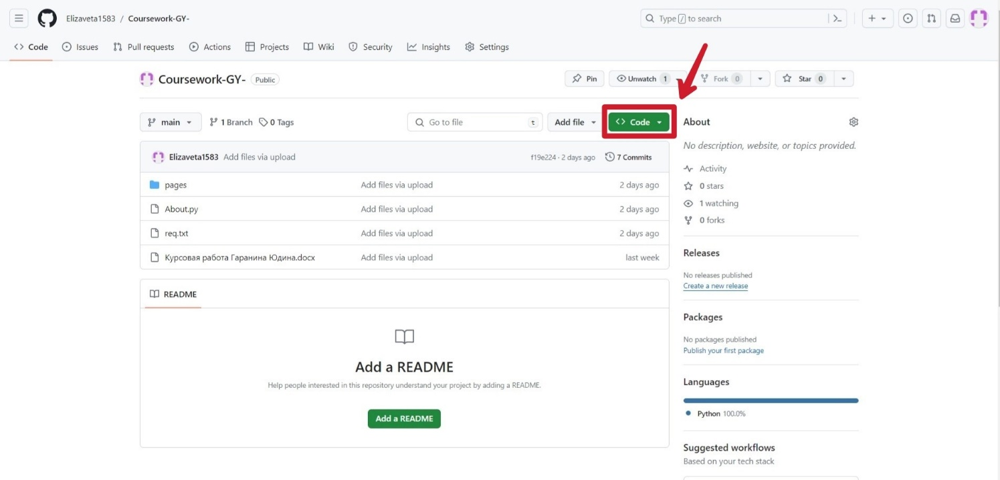 Elizaveta1583 / Coursework-GY-
Type / to search
Code Issues Pull requests Actions Projects Wiki Security Insights Settings
Coursework-GY- Public
Pin Unwatch 1 Fork 0 Star 0
main 1 Branch 0 Tags Go to file t Add file Code
About
No description, website, or topics provided.
Elizaveta1583 Add files via upload f19e224 · 2 days ago 7 Commits
pages Add files via upload 2 days ago
About.py Add files via upload 2 days ago
req.txt Add files via upload 2 days ago
Курсовая работа Гаранина Юдина.docx Add files via upload last week
Activity
0 stars
1 watching
0 forks
README
Add a README
Help people interested in this repository understand your project by adding a README.
Add a README
Releases
No releases published
Create a new release
Packages
No packages published
Publish your first package
Languages
Python 100.0%
Suggested workflows
Based on your tech stack